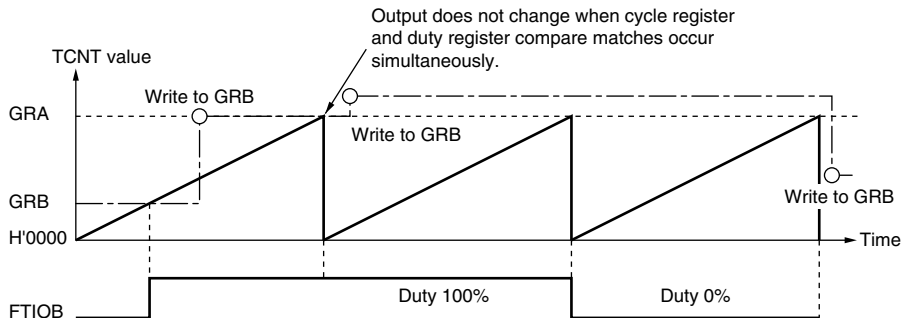 Output does not change when cycle register
and duty register compare matches occur
simultaneously.
TCNT value
Write to GRB
GRA
Write to GRB
GRB
Write to GRB
H'0000
Time
Duty 100%
Duty 0%
FTIOB